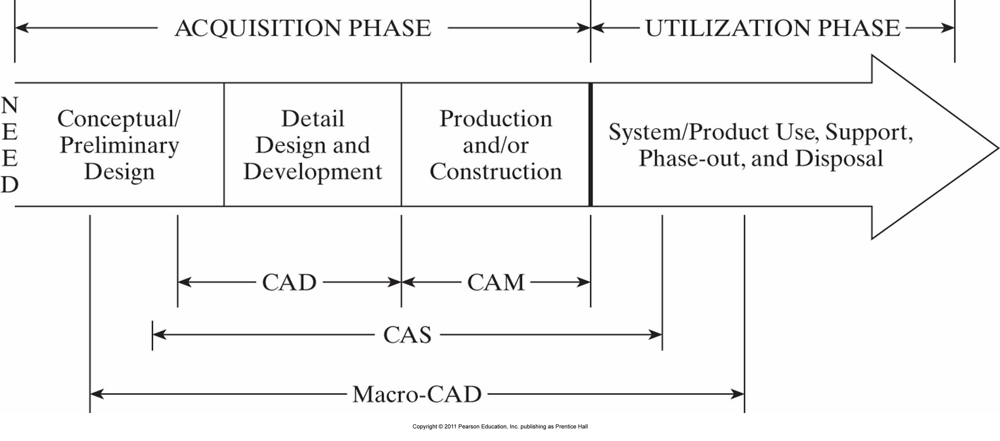 ACQUISITION PHASE
UTILIZATION PHASE
NEED
Conceptual/
Preliminary
Design
Detail
Design and
Development
Production
and/or
Construction
System/Product Use, Support,
Phase-out, and Disposal
CAD
CAM
CAS
Macro-CAD
Copyright © 2011 Pearson Education, Inc. publishing as Prentice Hall